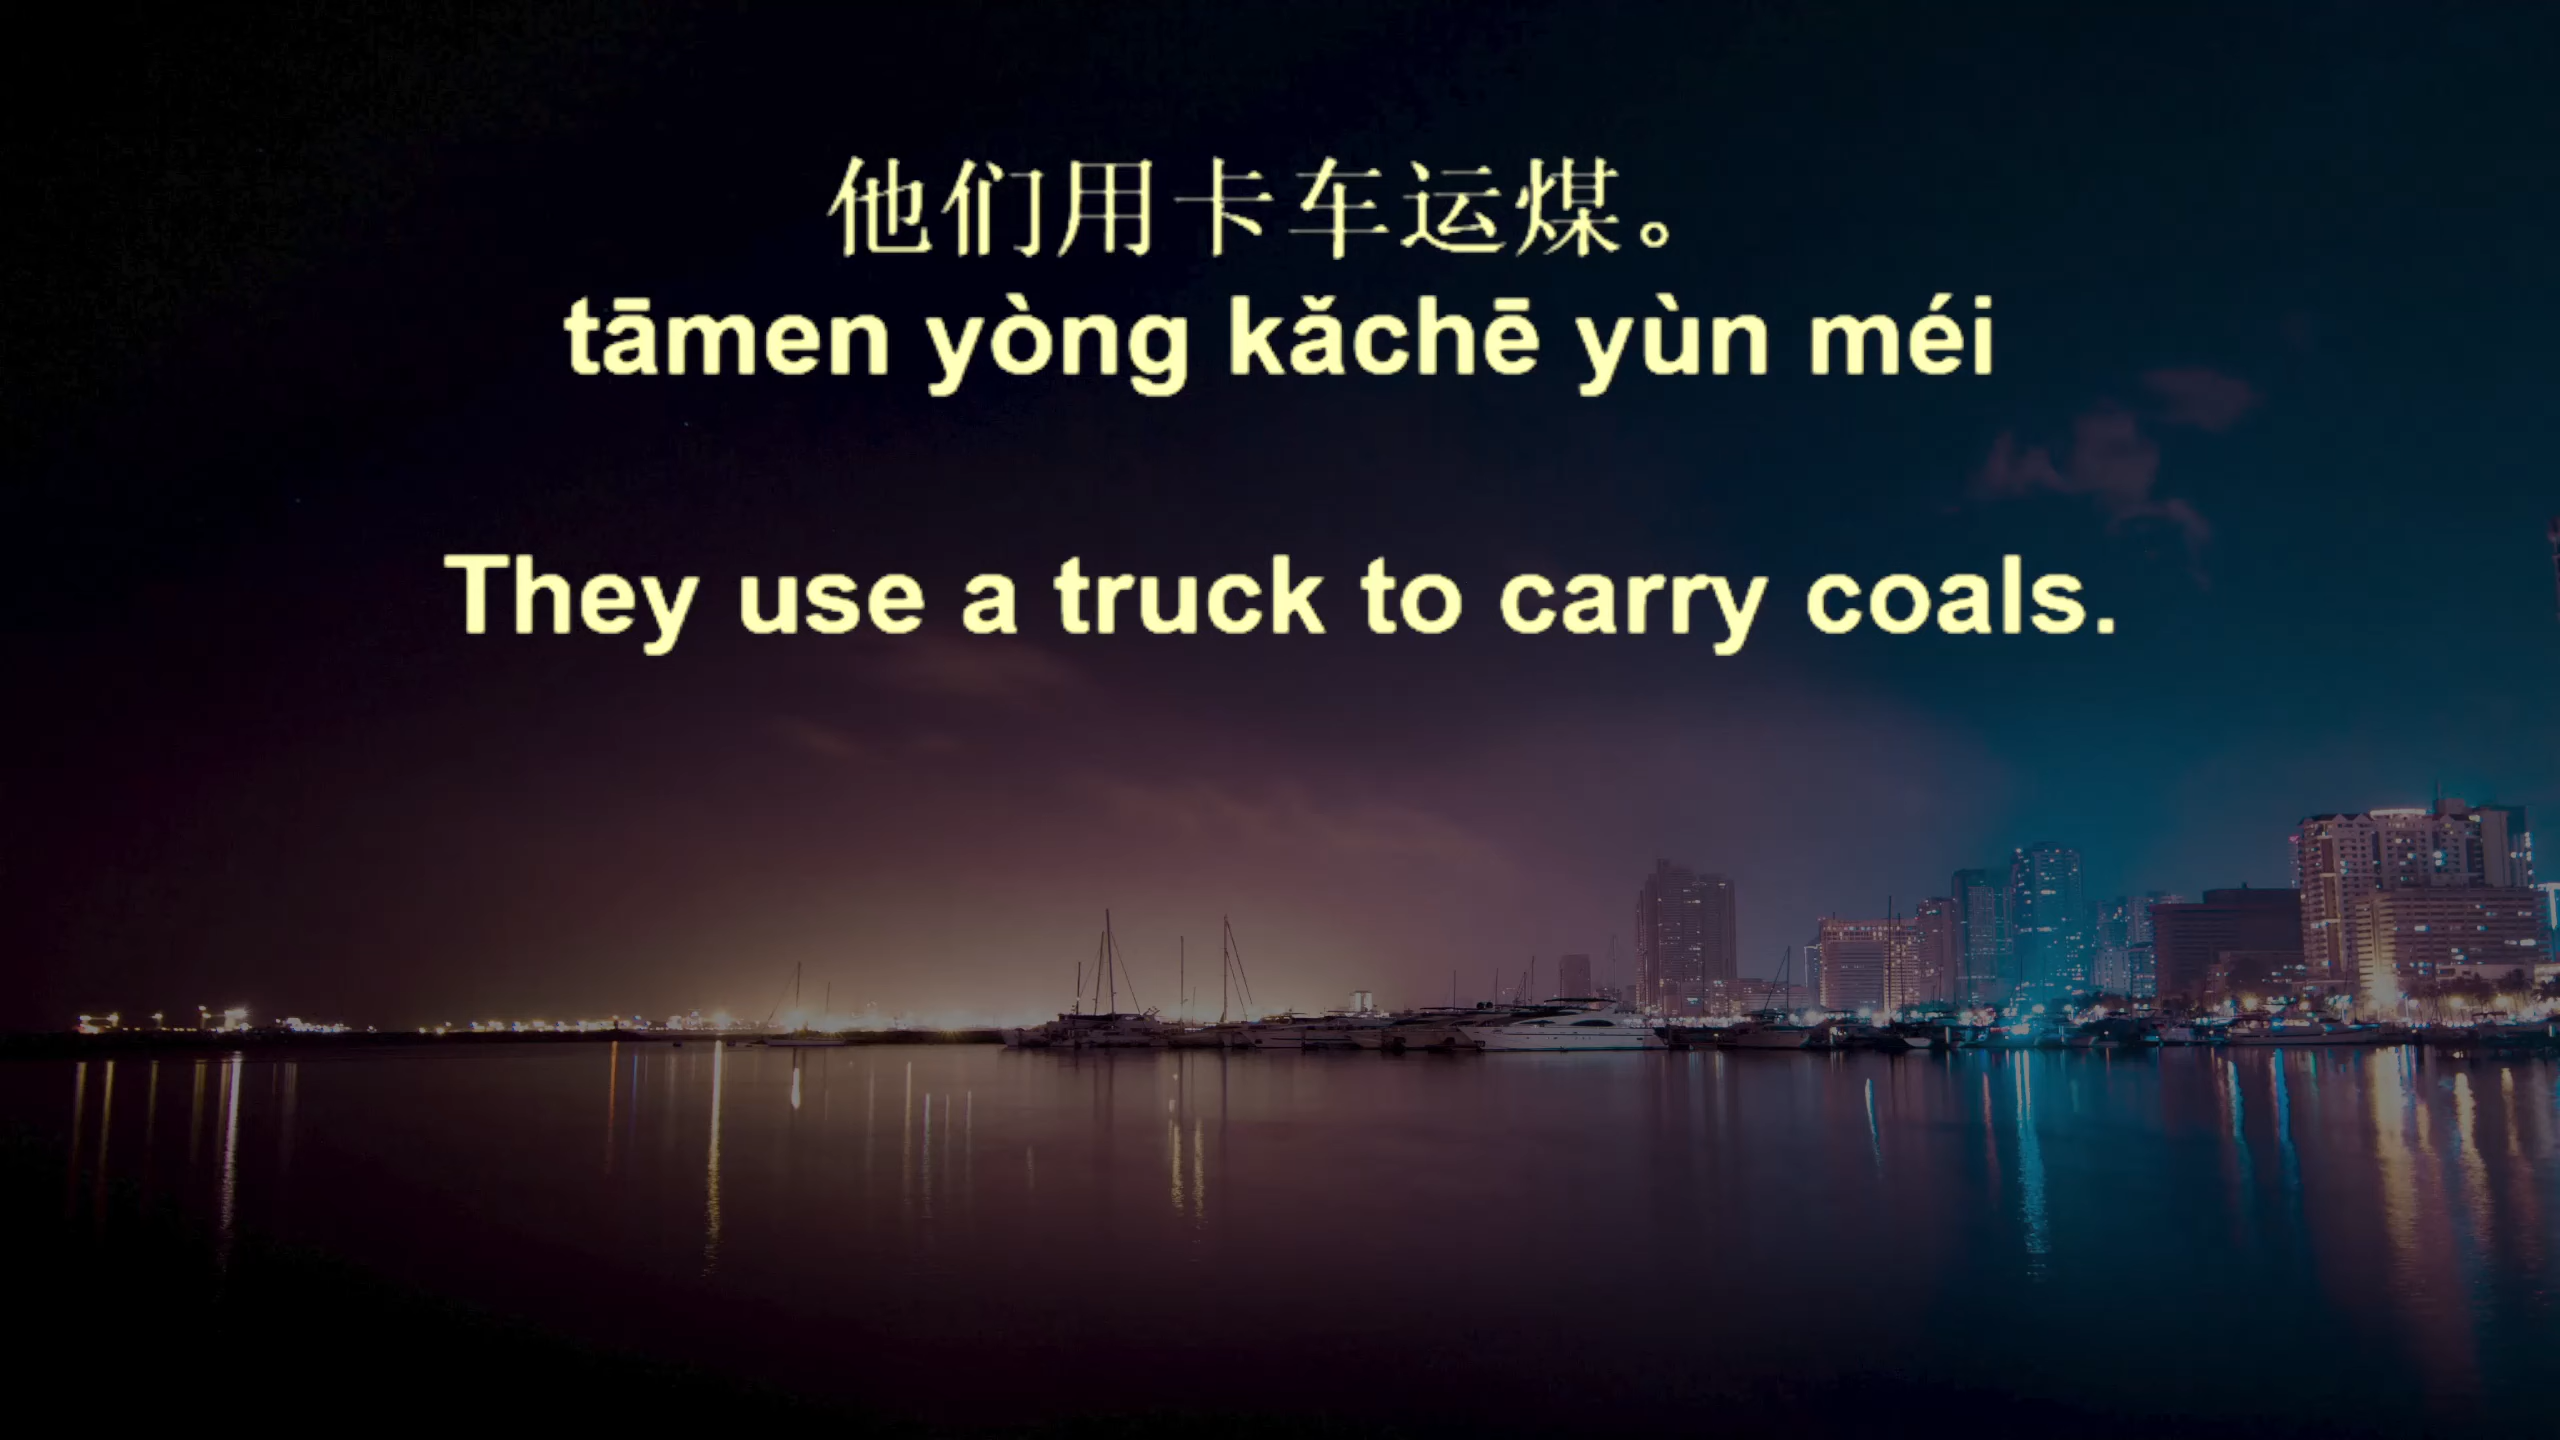 他们用卡车运煤。
tāmen yòng kǎchē yùn méi
They use a truck to carry coals.